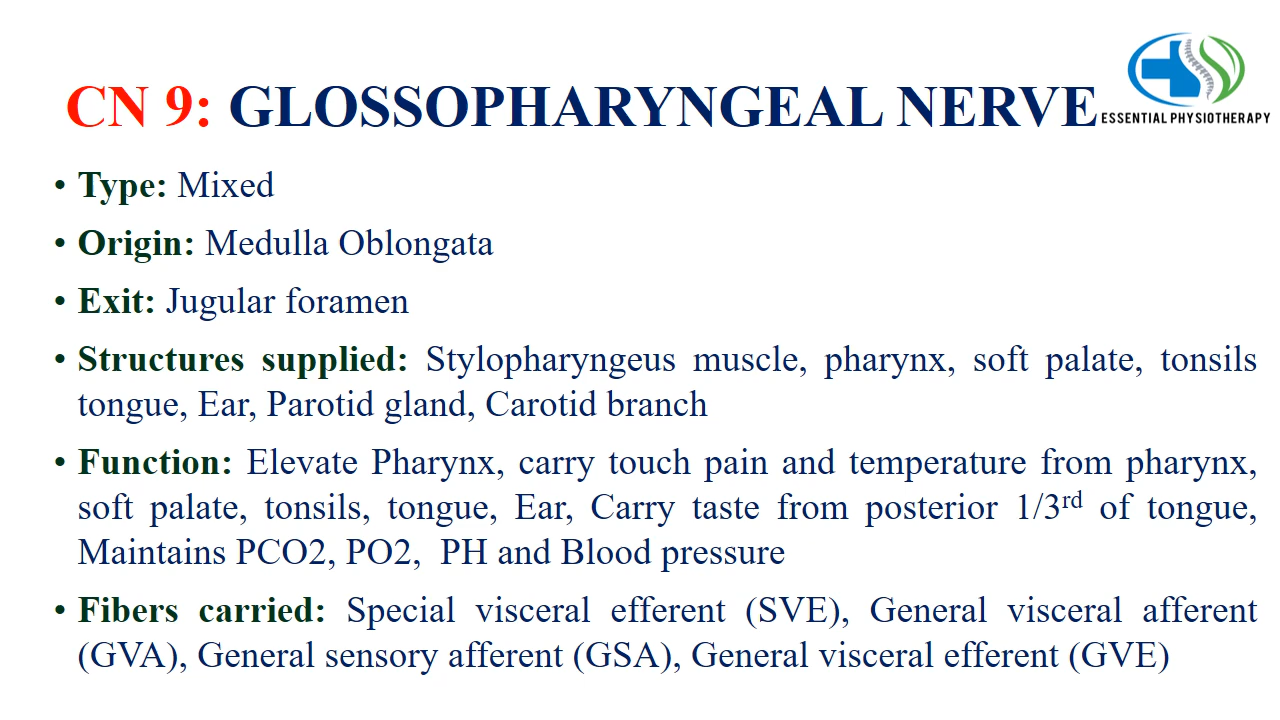 CN 9: GLOSSOPHARYNGEAL NERVE
ESSENTIAL PHYSIOTHERAPY
• Type: Mixed
• Origin: Medulla Oblongata
• Exit: Jugular foramen
• Structures supplied: Stylopharyngeus muscle, pharynx, soft palate, tonsils
tongue, Ear, Parotid gland, Carotid branch
• Function: Elevate Pharynx, carry touch pain and temperature from pharynx,
soft palate, tonsils, tongue, Ear, Carry taste from posterior 1/3rd of tongue,
Maintains PCO2, PO2, PH and Blood pressure
• Fibers carried: Special visceral efferent (SVE), General visceral afferent
(GVA), General sensory afferent (GSA), General visceral efferent (GVE)